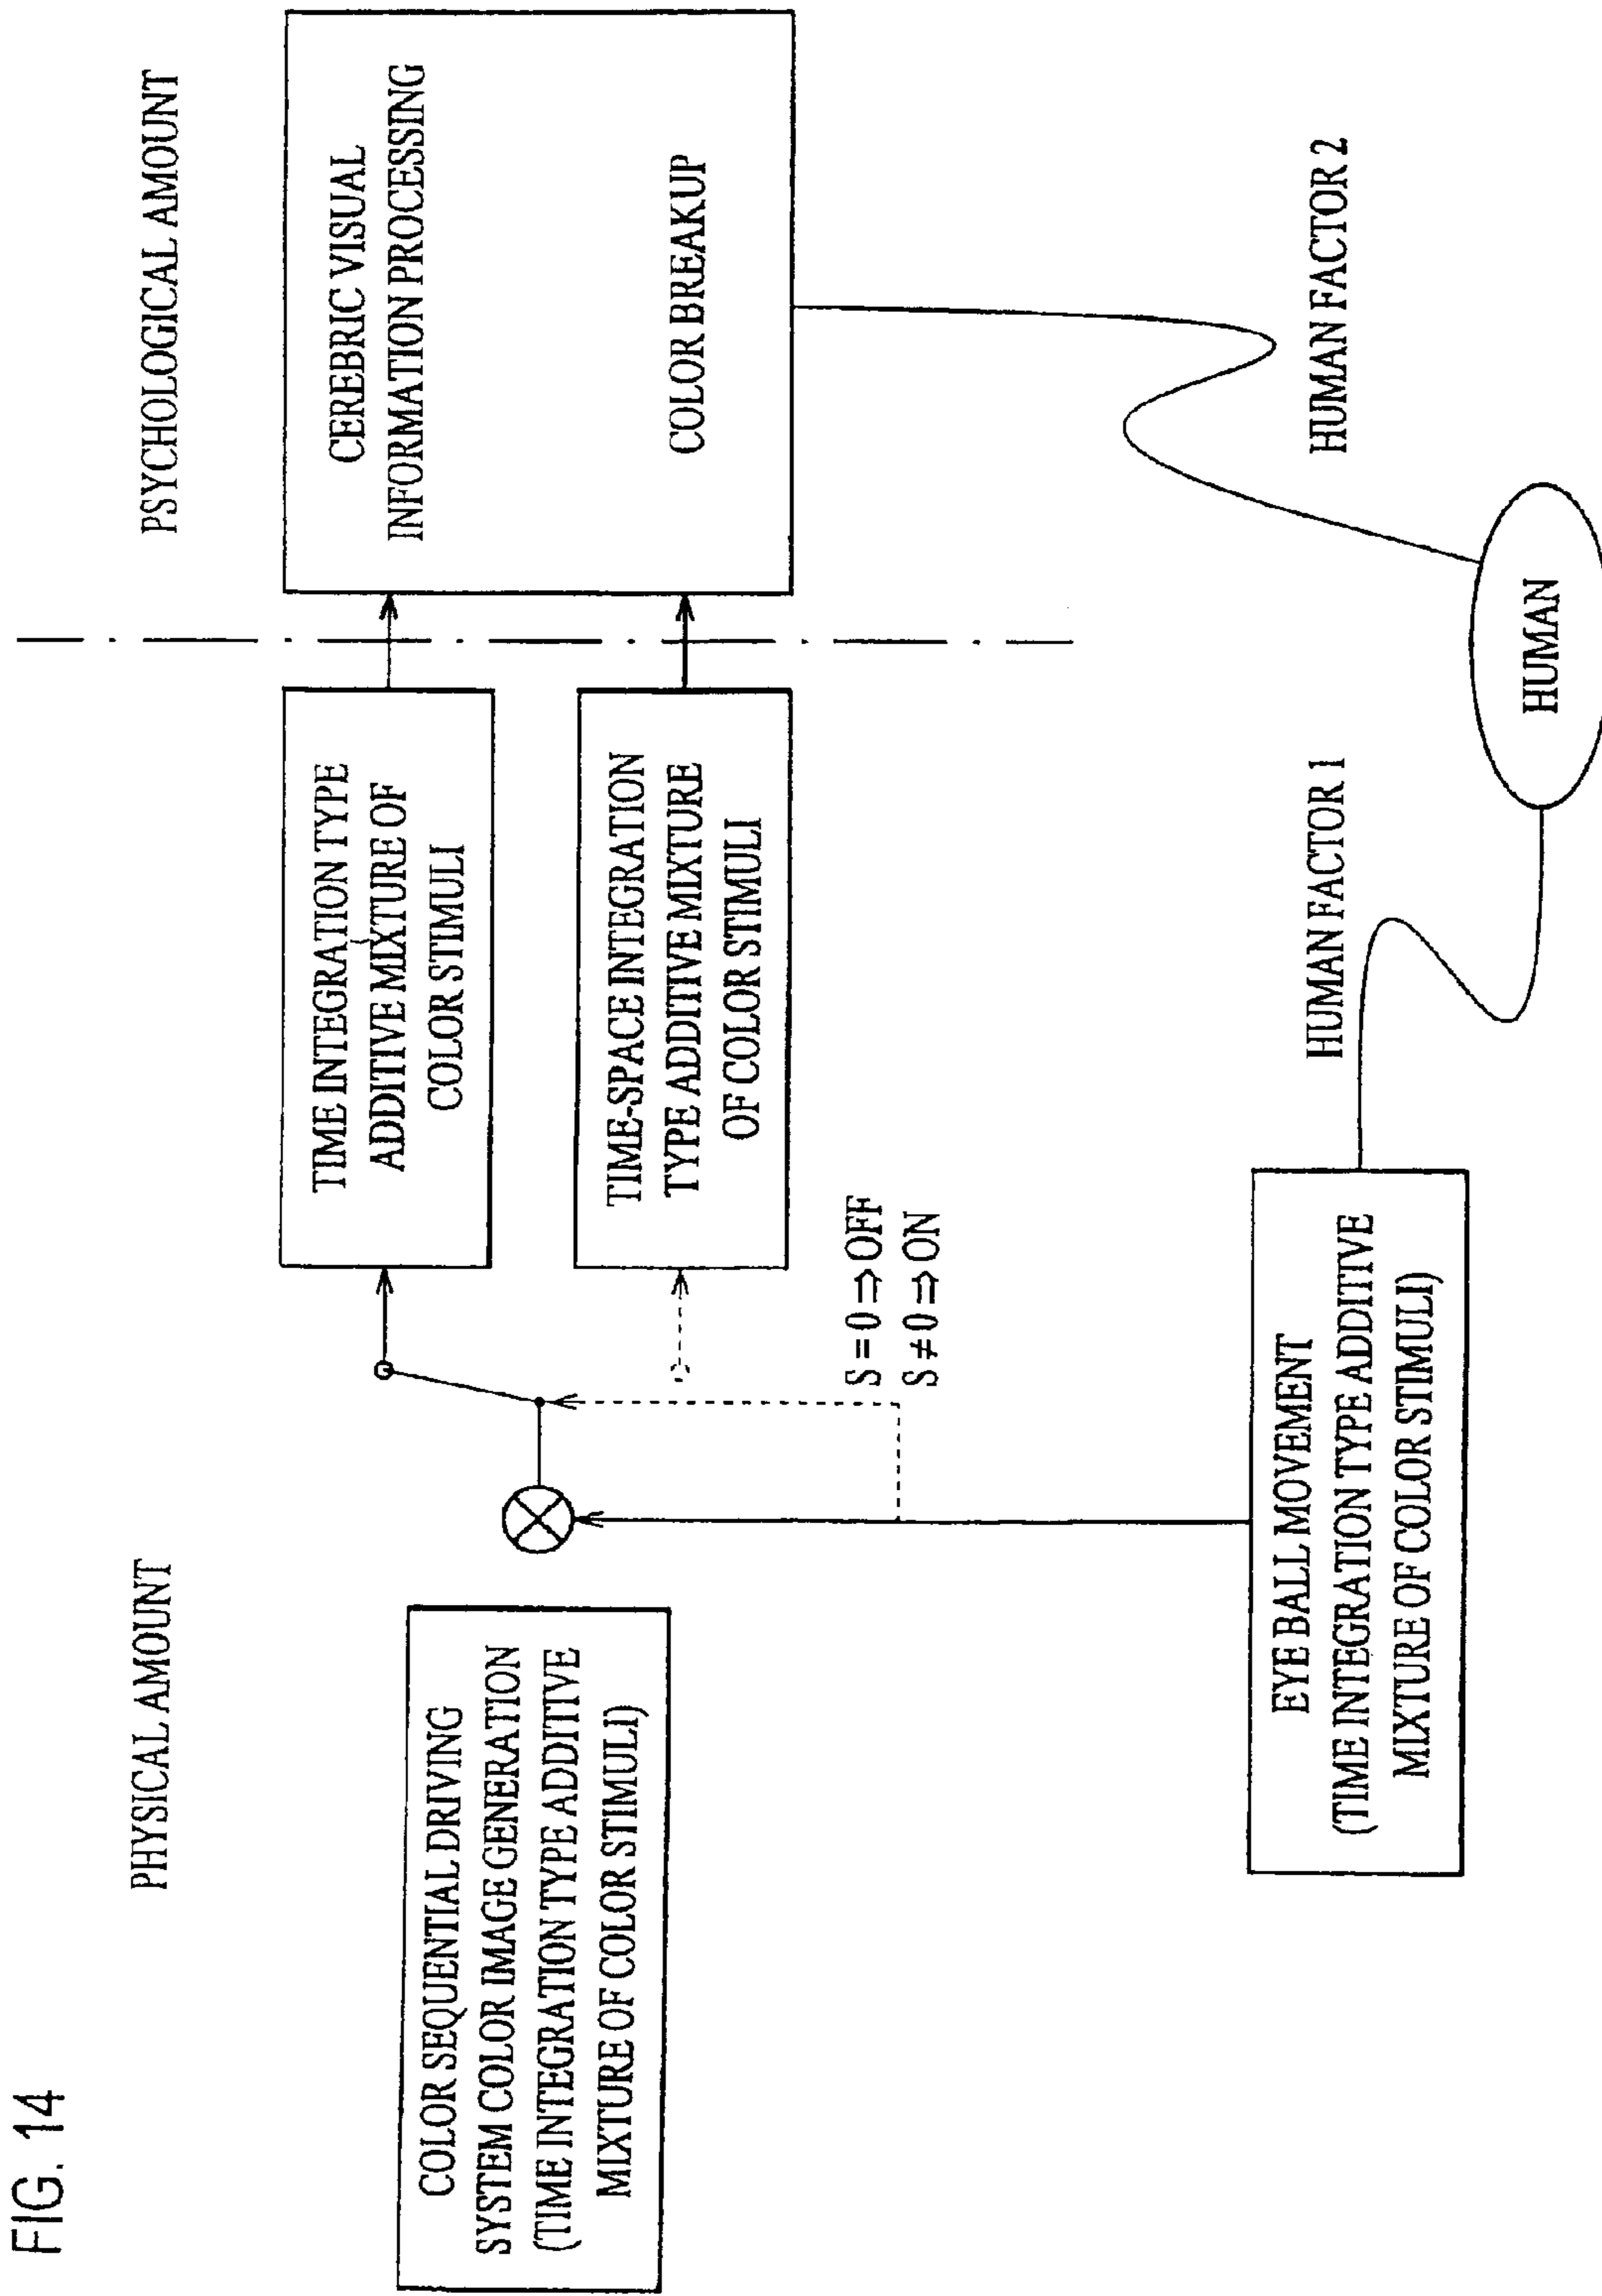 FIG. 14
PHYSICAL AMOUNT
PSYCHOLOGICAL AMOUNT
COLOR SEQUENTIAL DRIVING
SYSTEM COLOR IMAGE GENERATION
(TIME INTEGRATION TYPE ADDITIVE
MIXTURE OF COLOR STIMULI)
TIME INTEGRATION TYPE
ADDITIVE MIXTURE OF
COLOR STIMULI
TIME-SPACE INTEGRATION
TYPE ADDITIVE MIXTURE
OF COLOR STIMULI
CEREBRIC VISUAL
INFORMATION PROCESSING
COLOR BREAKUP
S = 0 ⇒ OFF
S ≠ 0 ⇒ ON
EYE BALL MOVEMENT
(TIME INTEGRATION TYPE ADDITIVE
MIXTURE OF COLOR STIMULI)
HUMAN FACTOR 1
HUMAN FACTOR 2
HUMAN